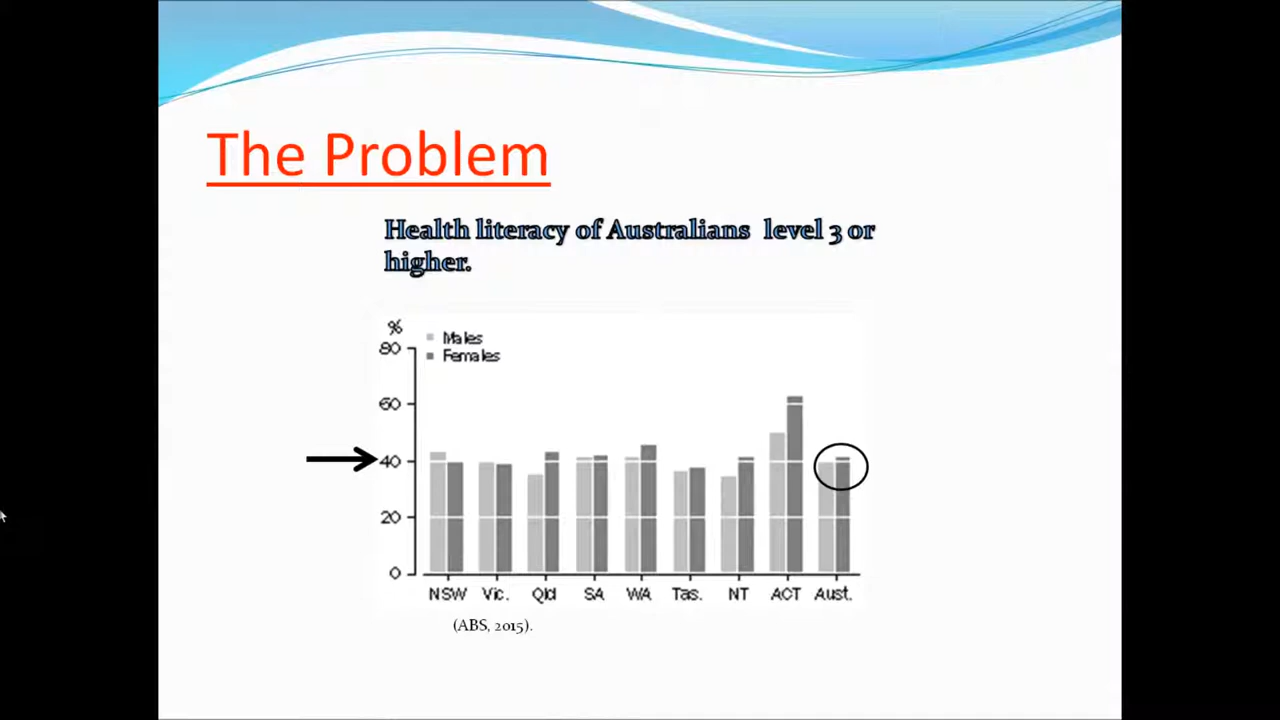 The Problem
Health literacy of Australians level 3 or
higher.
%
Males
80
Females
60
40
20
0
NSW Vic. Qld SA WA Tas. NT ACT Aust.
(ABS, 2015).